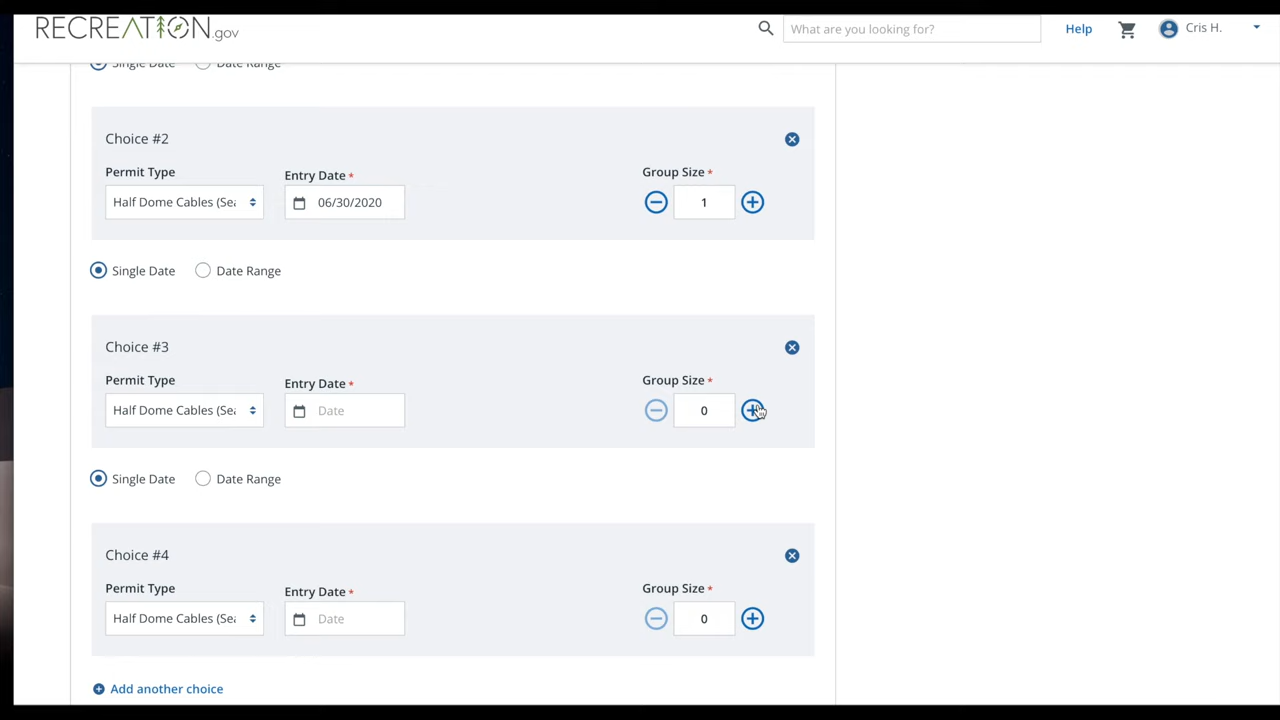 RECREATION.gov
What are you looking for?
Help
Cris H.
Single Date
Date Range
Choice #2
Permit Type
Entry Date *
Group Size *
Half Dome Cables (Sea
06/30/2020
1
Single Date
Date Range
Choice #3
Permit Type
Entry Date *
Group Size *
Half Dome Cables (Sea
Date
0
Single Date
Date Range
Choice #4
Permit Type
Entry Date *
Group Size *
Half Dome Cables (Sea
Date
0
Add another choice